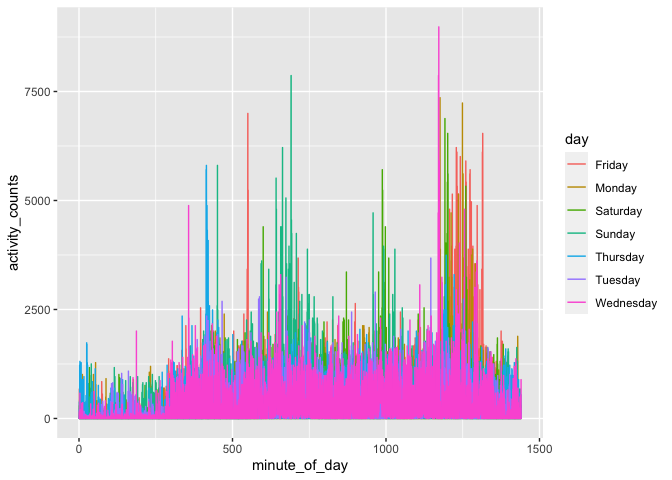 7500
5000
2500
0
activity_counts
0
500
1000
1500
minute_of_day
day
Friday
Monday
Saturday
Sunday
Thursday
Tuesday
Wednesday